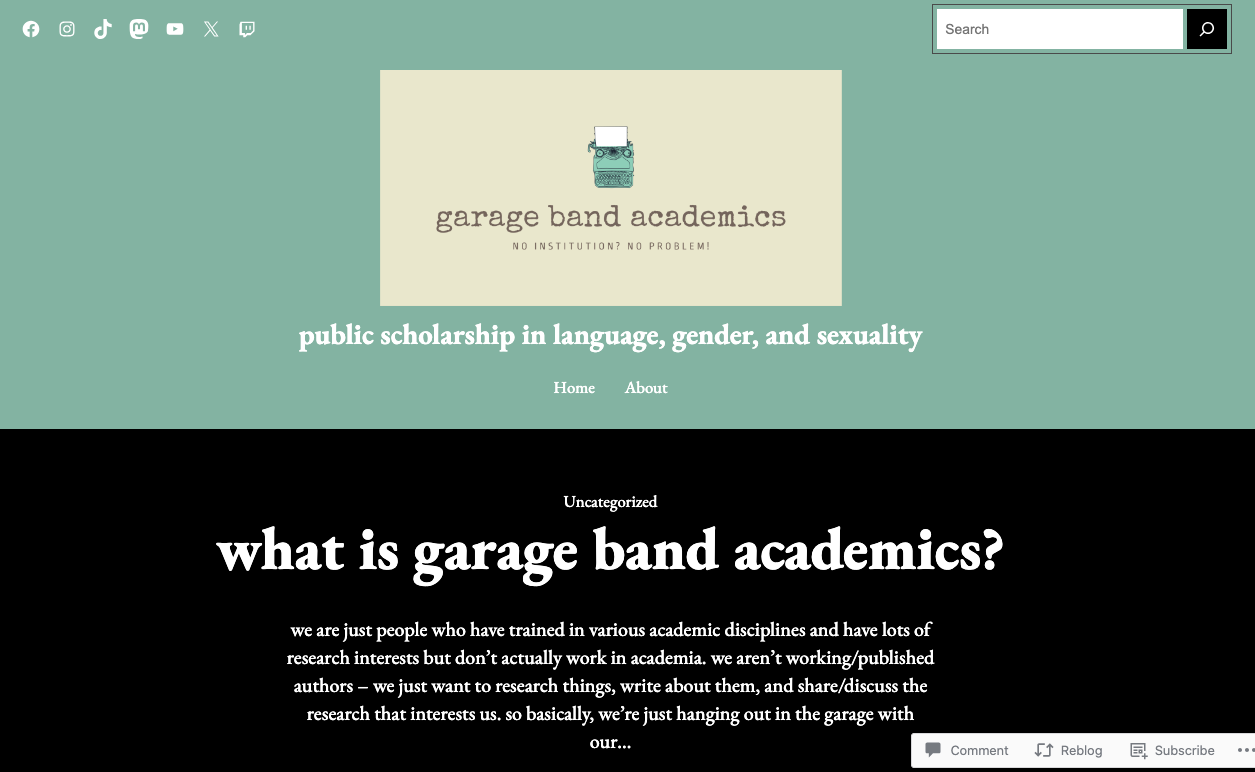 Search
garage band academics
NO INSTITUTION? NO PROBLEM!
public scholarship in language, gender, and sexuality
Home About
Uncategorized
what is garage band academics?
we are just people who have trained in various academic disciplines and have lots of
research interests but don’t actually work in academia. we aren’t working/published
authors – we just want to research things, write about them, and share/discuss the
research that interests us. so basically, we’re just hanging out in the garage with
our...
Comment Reblog Subscribe